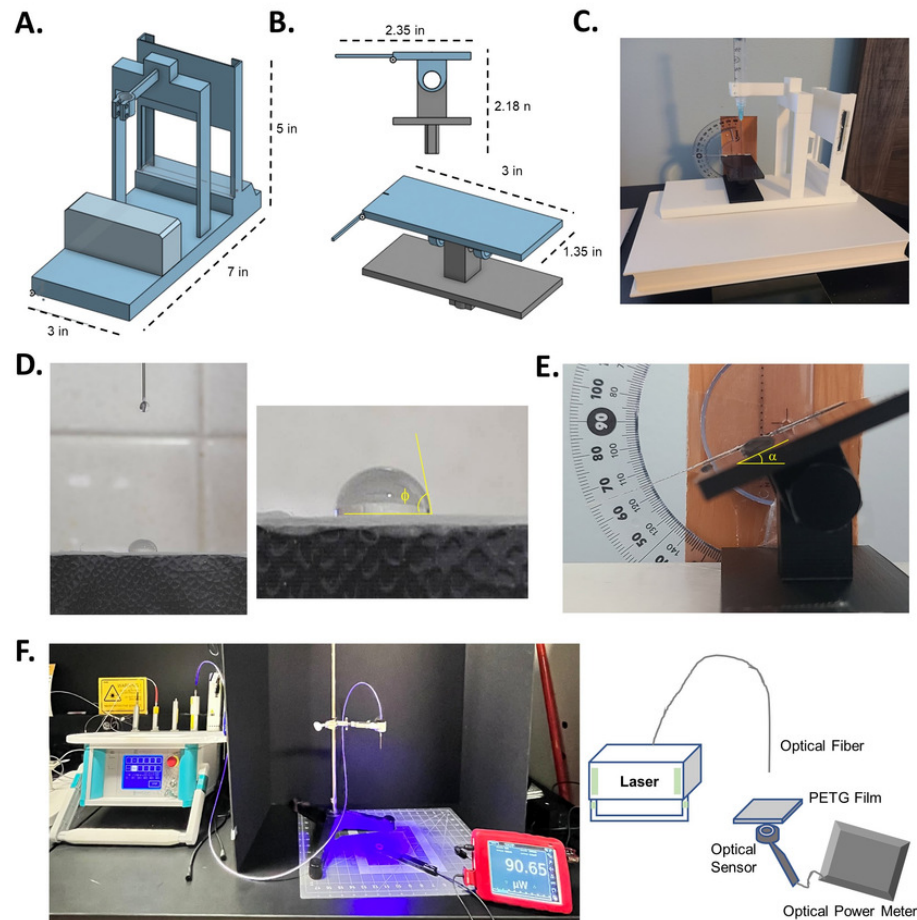 A.
B.
C.
2.35 in
2.18 n
5 in
7 in
3 in
3 in
1.35 in
D.
E.
ϕ
100
90
80
70
60
50
80
100
110
120
130
140
α
F.
90.65
µW
Laser
Optical Fiber
PETG Film
Optical
Sensor
Optical Power Meter